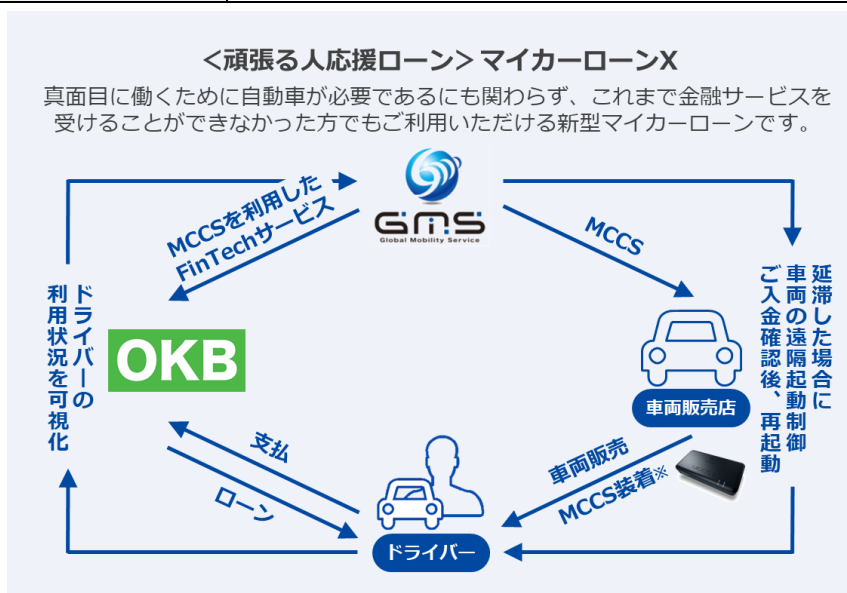 <頑張る人応援ローン> マイカーローンX
真面目に働くために自動車が必要であるにも関わらず、これまで金融サービスを
受けることができなかった方でもご利用いただける新型マイカーローンです。
MCCSを利用した
FinTechサービス
GMS
Global Mobility Service
MCCS
ドライバーの
利用状況を可視化
OKB
延滞した場合に
車両の遠隔起動制御
ご入金確認後、再起動
車両販売店
支払
ローン
車両販売
MCCS装着※
ドライバー